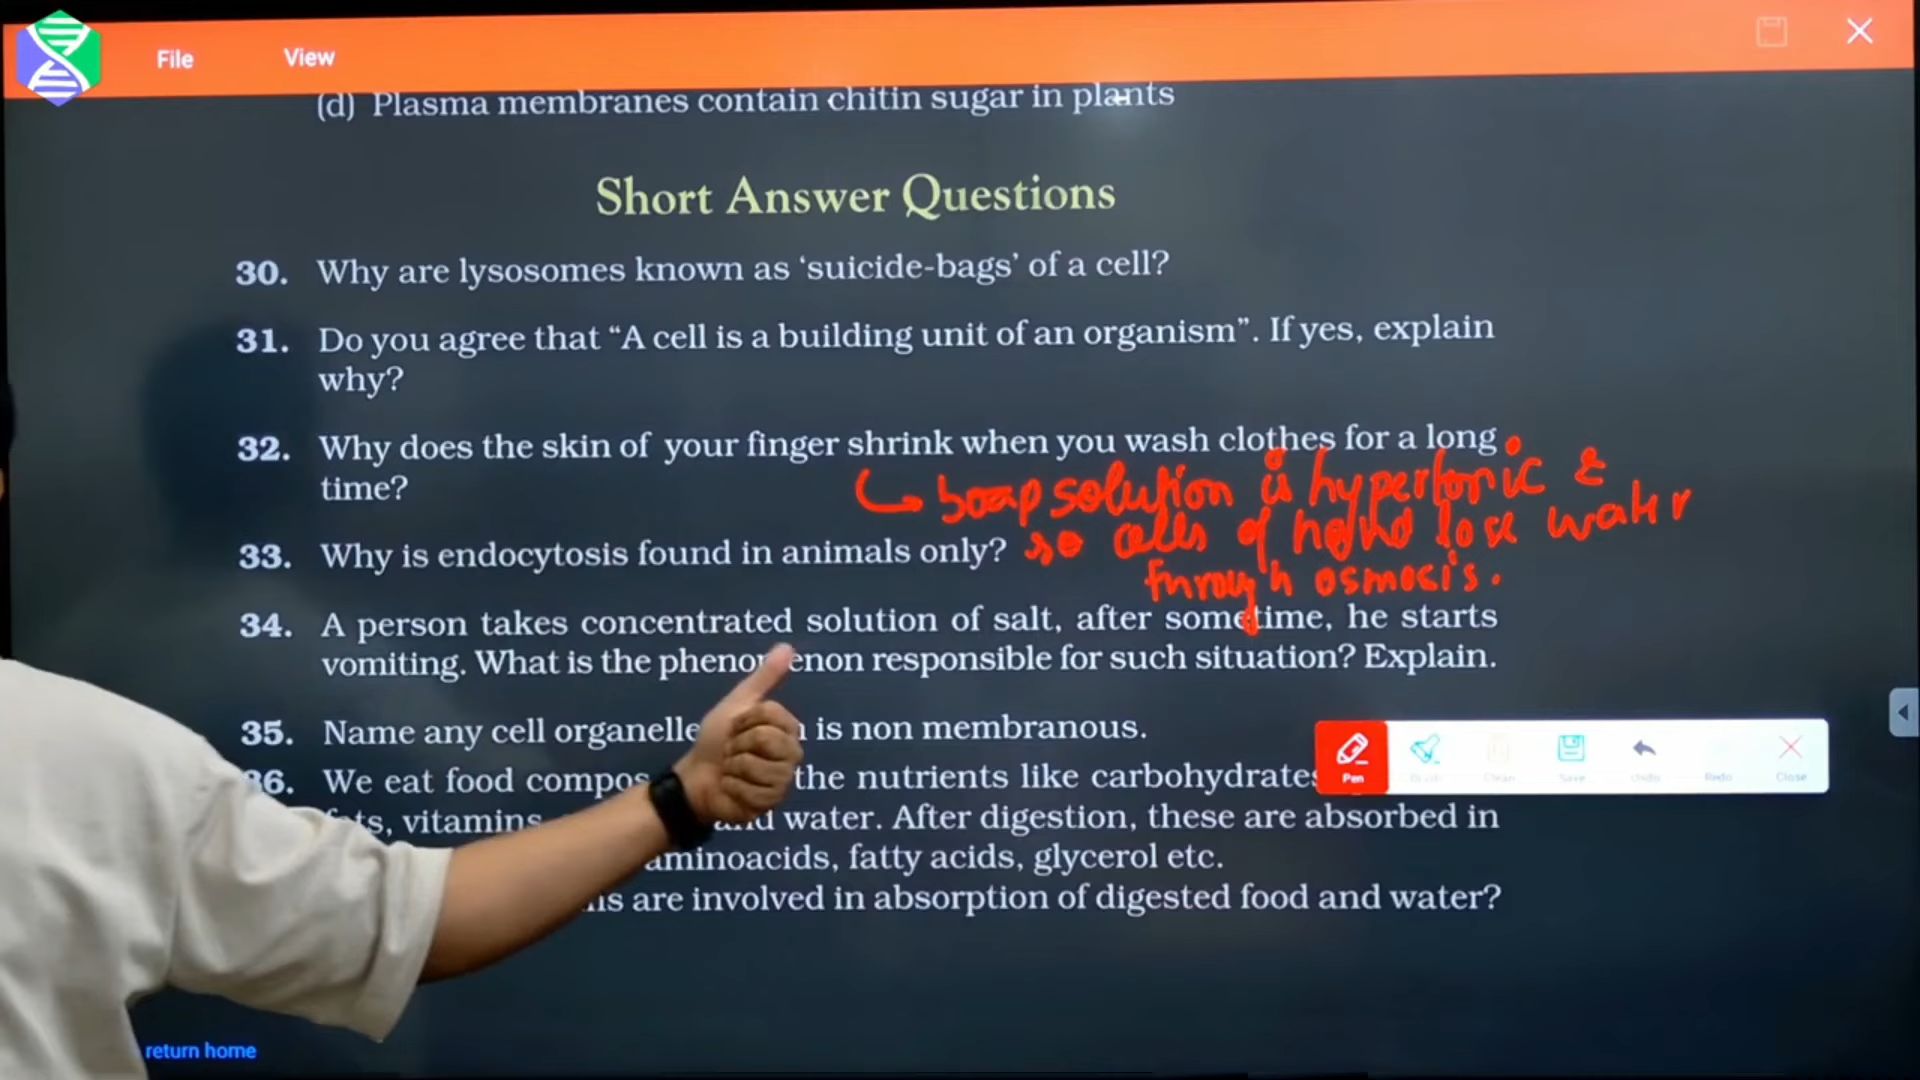 File View
(d) Plasma membranes contain chitin sugar in plants
Short Answer Questions
30. Why are lysosomes known as ‘suicide-bags’ of a cell?
31. Do you agree that “A cell is a building unit of an organism”. If yes, explain
why?
32. Why does the skin of your finger shrink when you wash clothes for a long
time?
soap solution is hypertonic &
so cells of hand lose water
through osmosis.
33. Why is endocytosis found in animals only?
34. A person takes concentrated solution of salt, after sometime, he starts
vomiting. What is the phenomenon responsible for such situation? Explain.
35. Name any cell organelle is non membranous.
36. We eat food the nutrients like carbohydrates
vitamins and water. After digestion, these are absorbed in
aminoacids, fatty acids, glycerol etc.
are involved in absorption of digested food and water?
Pen Clean Save Undo Redo Close
return home